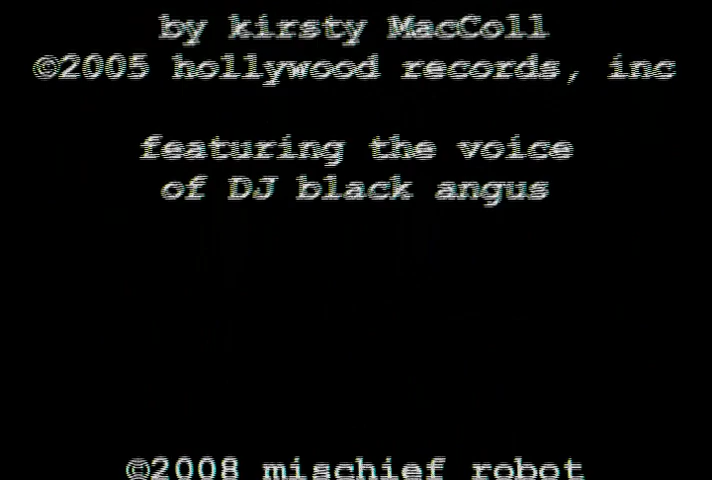 by kirsty MacColl
©2005 hollywood records, inc
featuring the voice
of DJ black angus
©2008 mischief robot